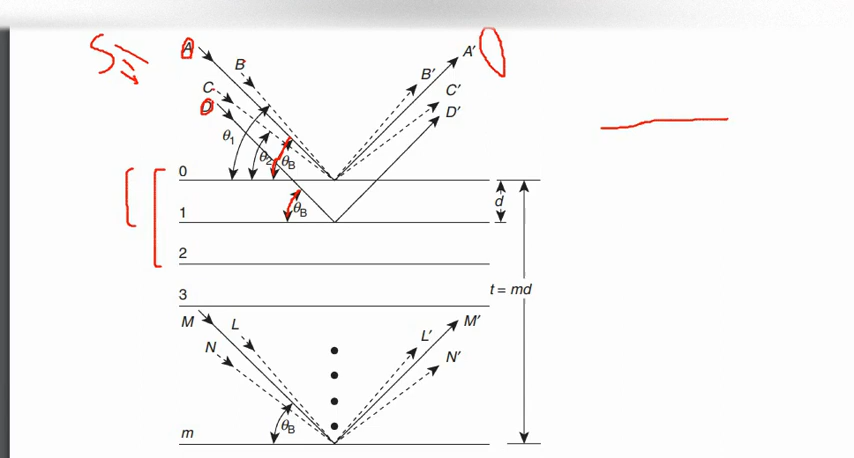 A
A′
B
B′
C
C′
D
D′
θ1
θ2
θB
0
d
θB
1
2
t = md
3
M
L
M′
L′
N
N′
θB
m